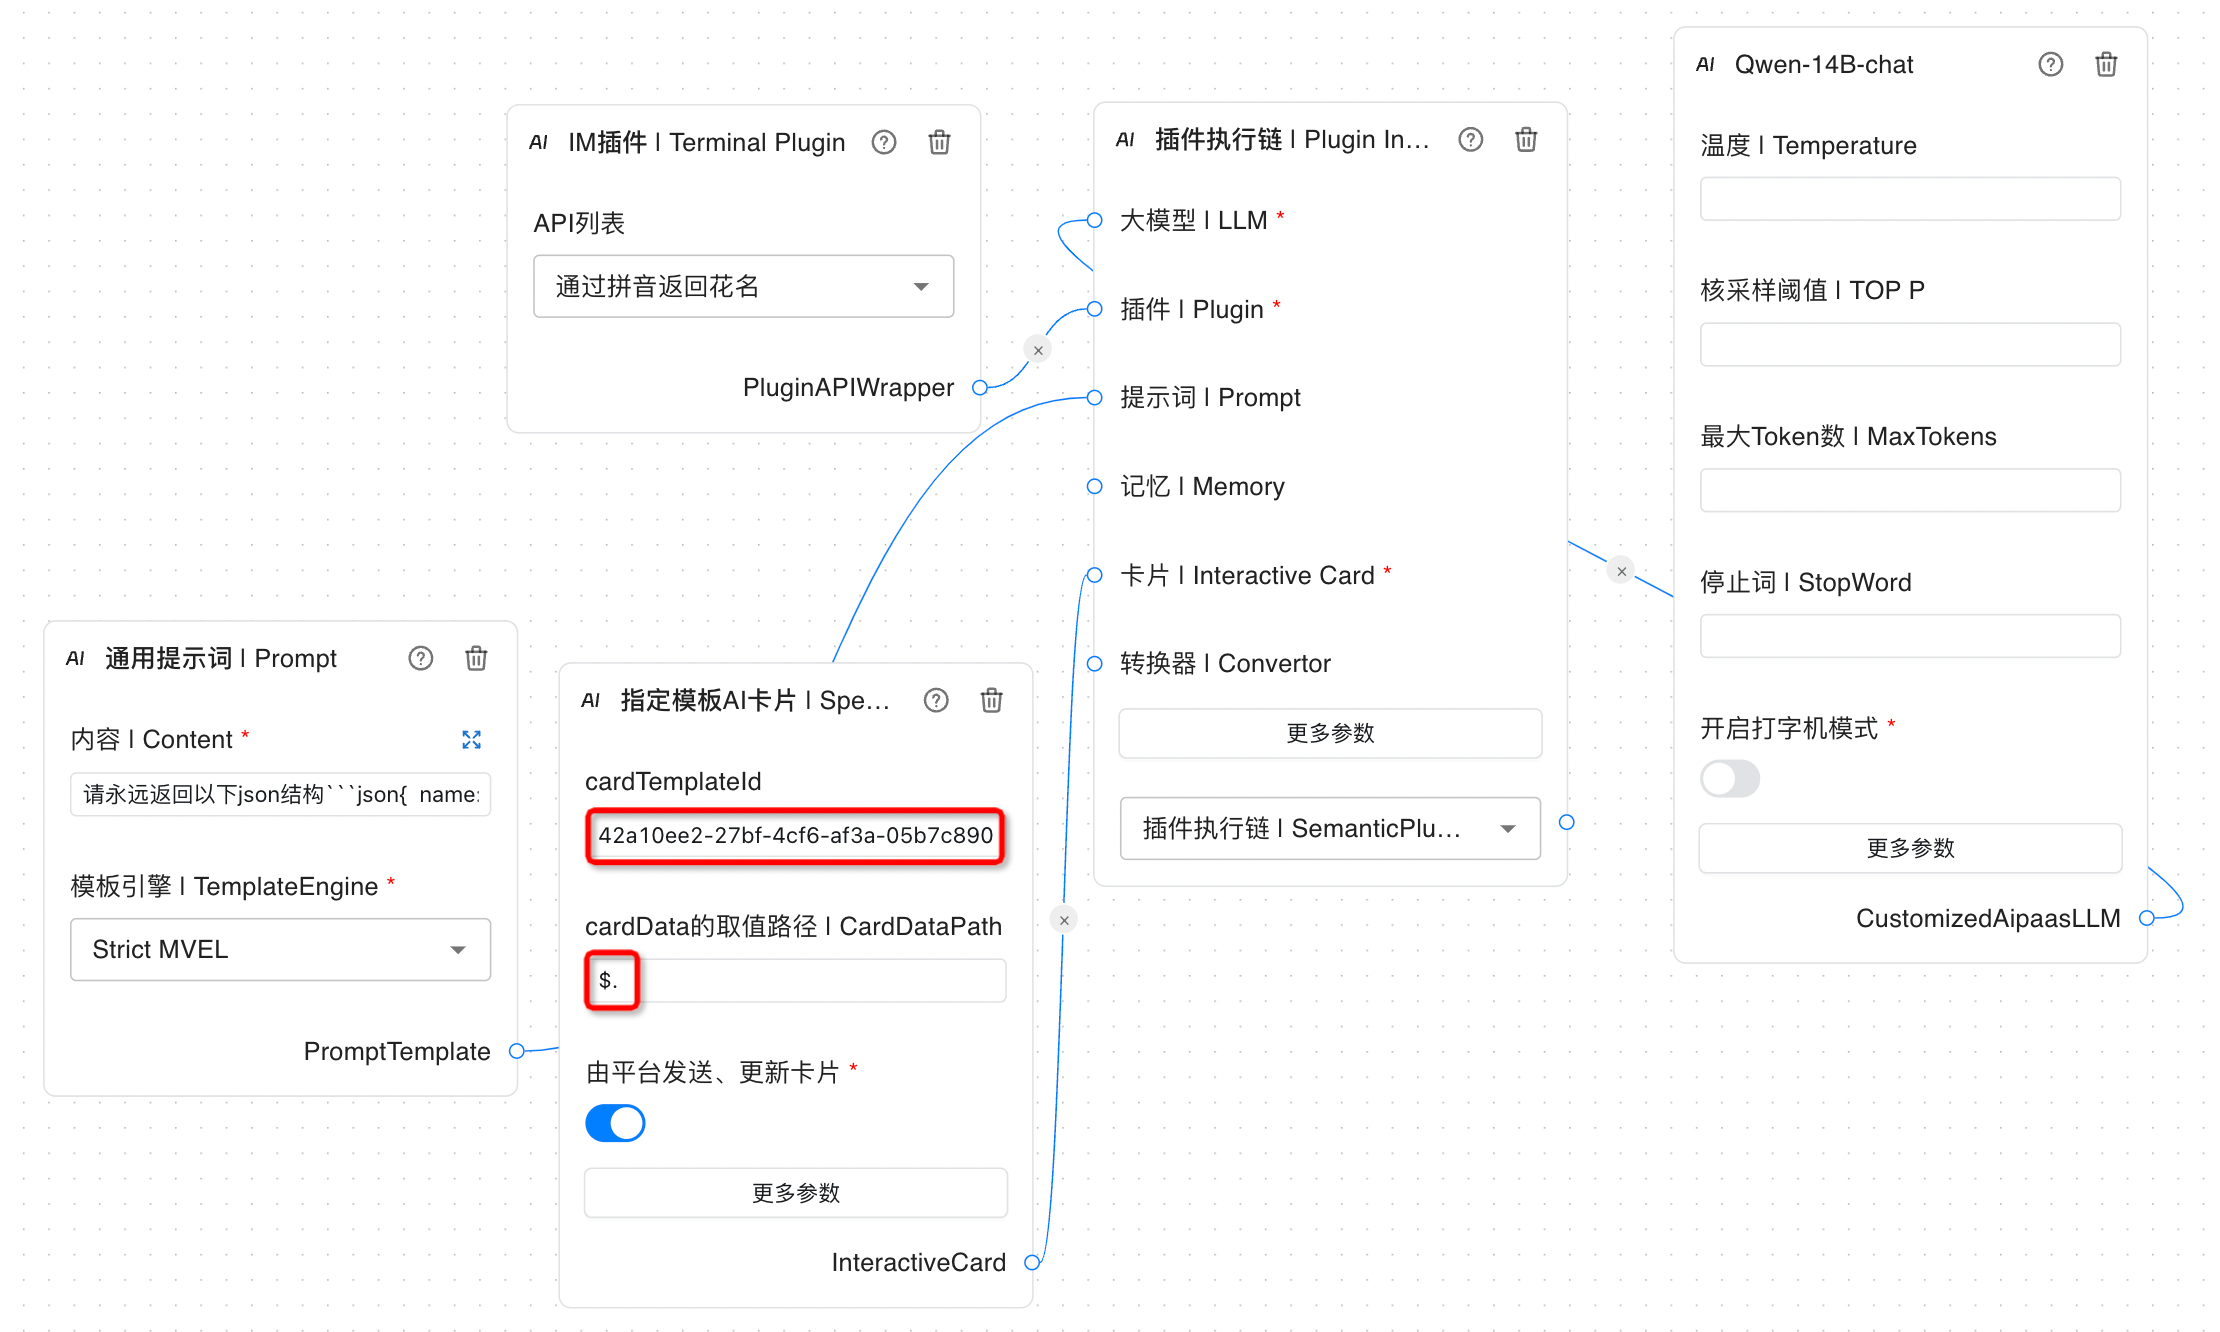 AI IM插件 | Terminal Plugin
API列表
通过拼音返回花名
PluginAPIWrapper
AI 通用提示词 | Prompt
内容 | Content *
请永远返回以下json结构```json{ name:
模板引擎 | TemplateEngine *
Strict MVEL
PromptTemplate
AI 指定模板AI卡片 | Spe...
cardTemplateId
42a10ee2-27bf-4cf6-af3a-05b7c890
cardData的取值路径 | CardDataPath
$.
由平台发送、更新卡片 *
更多参数
InteractiveCard
AI 插件执行链 | Plugin In...
大模型 | LLM *
插件 | Plugin *
提示词 | Prompt
记忆 | Memory
卡片 | Interactive Card *
转换器 | Convertor
更多参数
插件执行链 | SemanticPlu...
AI Qwen-14B-chat
温度 | Temperature
核采样阈值 | TOP P
最大Token数 | MaxTokens
停止词 | StopWord
开启打字机模式 *
更多参数
CustomizedAipaasLLM